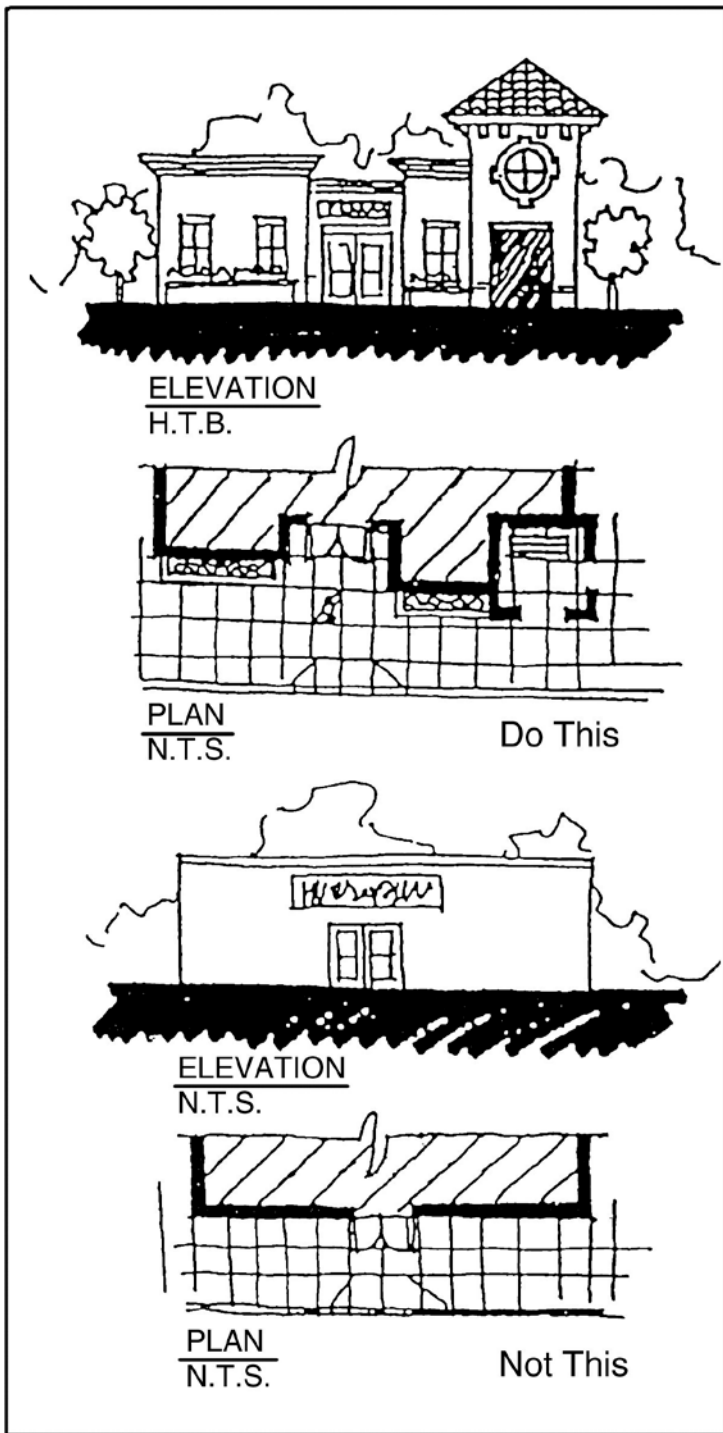 ELEVATION
H.T.B.
PLAN
N.T.S.
Do This
ELEVATION
N.T.S.
PLAN
N.T.S.
Not This